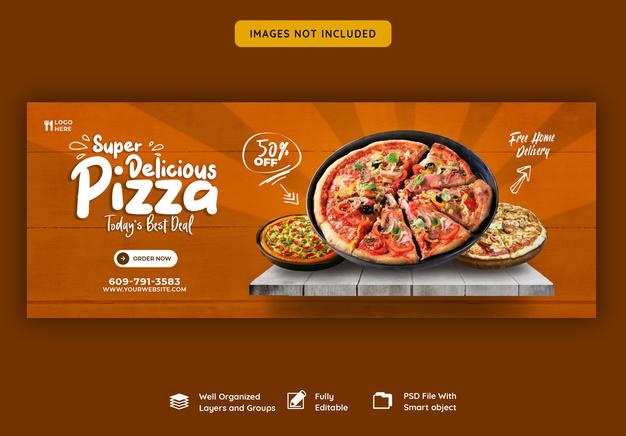 IMAGES NOT INCLUDED
LOGO
HERE
Super
Delicious
Pizza
Today's Best Deal
ORDER NOW
609-791-3583
WWW.YOURWEBSITE.COM
50%
OFF
Free Home
Delivery
Well Organized
Layers and Groups
Fully
Editable
PSD File With
Smart object